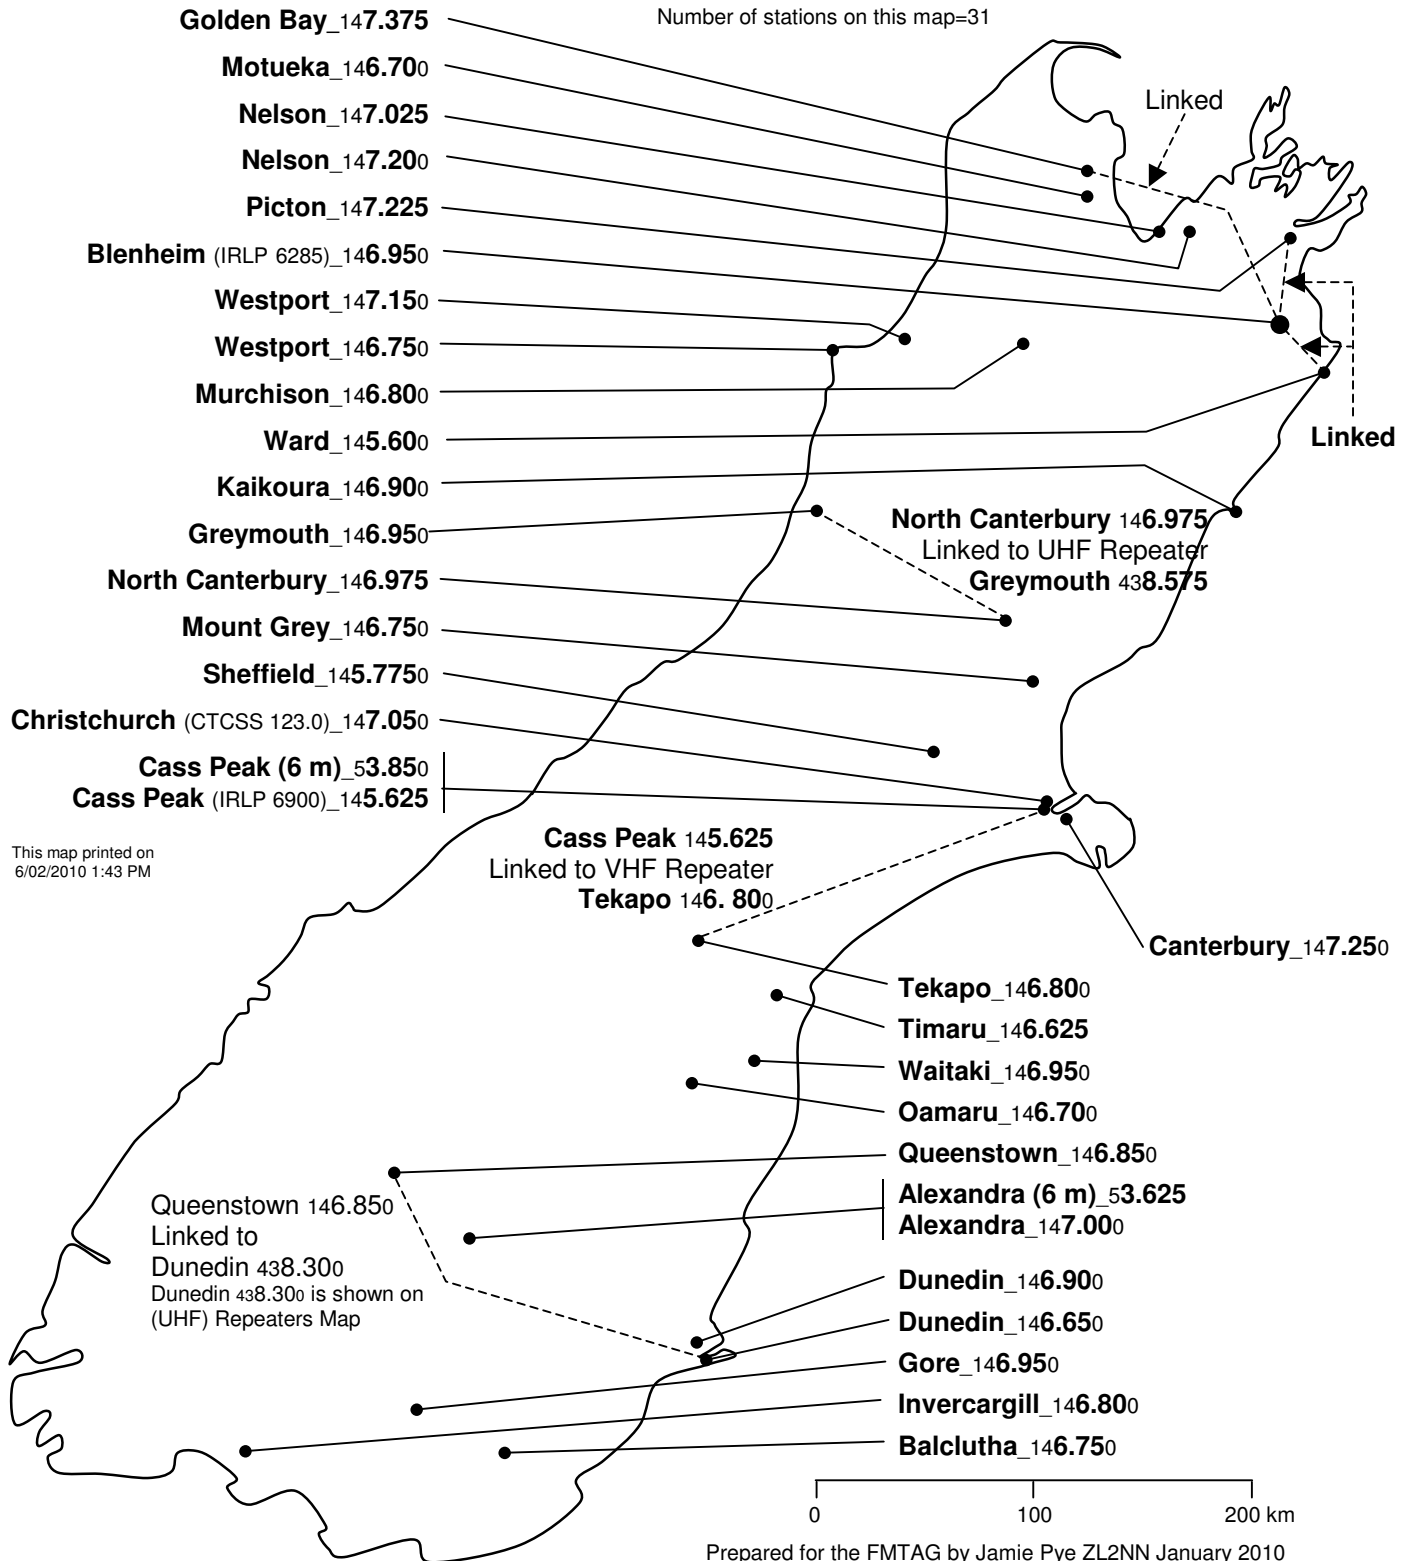 Number of stations on this map=31
Golden Bay_147.375
Motueka_146.700
Nelson_147.025
Nelson_147.200
Picton_147.225
Blenheim (IRLP 6285)_146.950
Westport_147.150
Westport_146.750
Murchison_146.800
Ward_145.600
Kaikoura_146.900
Greymouth_146.950
North Canterbury_146.975
Mount Grey_146.750
Sheffield_145.7750
Christchurch (CTCSS 123.0)_147.050
Cass Peak (6 m)_53.850
Cass Peak (IRLP 6900)_145.625
This map printed on
6/02/2010 1:43 PM
Linked
Linked
North Canterbury 146.975
Linked to UHF Repeater
Greymouth 438.575
Cass Peak 145.625
Linked to VHF Repeater
Tekapo 146. 800
Canterbury_147.250
Tekapo_146.800
Timaru_146.625
Waitaki_146.950
Oamaru_146.700
Queenstown_146.850
Alexandra (6 m)_53.625
Alexandra_147.000
Queenstown 146.850
Linked to
Dunedin 438.300
Dunedin 438.300 is shown on
(UHF) Repeaters Map
Dunedin_146.900
Dunedin_146.650
Gore_146.950
Invercargill_146.800
Balclutha_146.750
0 100 200 km
Prepared for the FMTAG by Jamie Pye ZL2NN January 2010